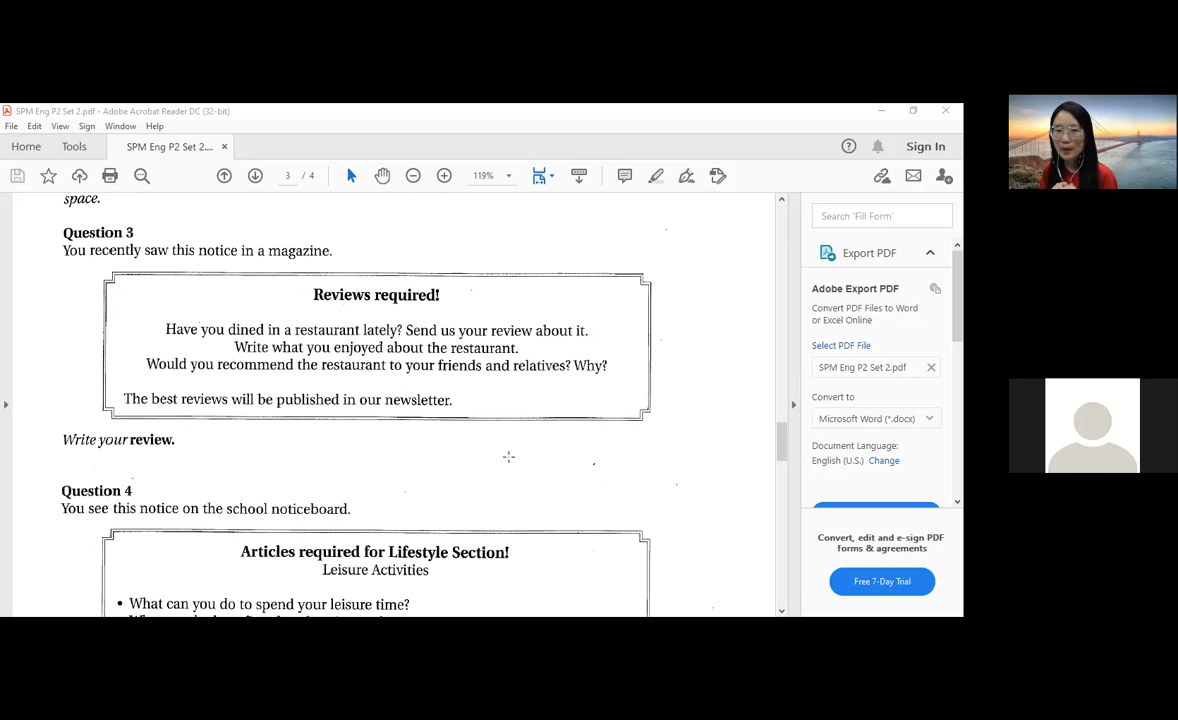 SPM Eng P2 Set 2.pdf - Adobe Acrobat Reader DC (32-bit)
File Edit View Sign Window Help
Home Tools SPM Eng P2 Set 2.... × Sign In
3 / 4 119%
space.
Question 3
You recently saw this notice in a magazine.
Reviews required!
Have you dined in a restaurant lately? Send us your review about it.
Write what you enjoyed about the restaurant.
Would you recommend the restaurant to your friends and relatives? Why?
The best reviews will be published in our newsletter.
Write your review.
Question 4
You see this notice on the school noticeboard.
Articles required for Lifestyle Section!
Leisure Activities
• What can you do to spend your leisure time?
Search 'Fill Form'
Export PDF
Adobe Export PDF
Convert PDF Files to Word
or Excel Online
Select PDF File
SPM Eng P2 Set 2.pdf
Convert to
Microsoft Word (*.docx)
Document Language:
English (U.S.) Change
Convert, edit and e-sign PDF
forms & agreements
Free 7-Day Trial